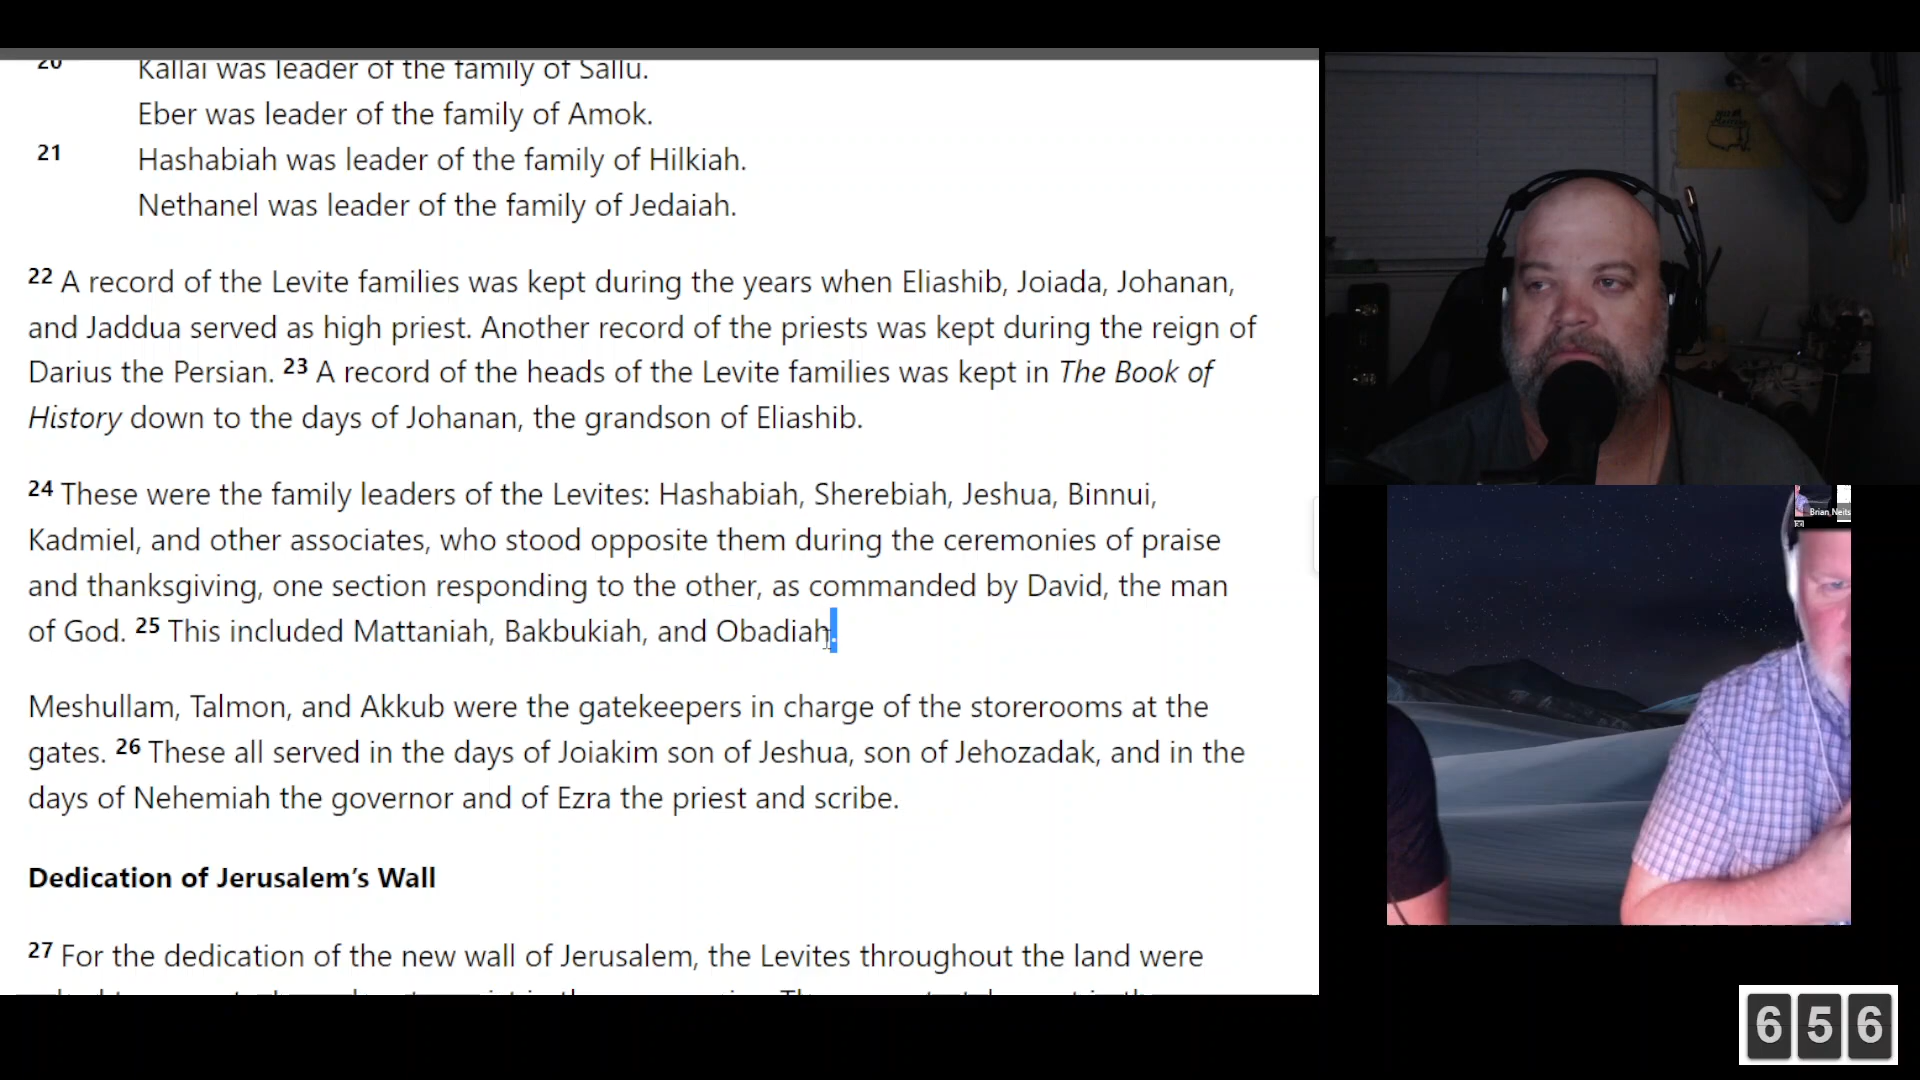 20 Kallai was leader of the family of Sallu.
Eber was leader of the family of Amok.
21 Hashabiah was leader of the family of Hilkiah.
Nethanel was leader of the family of Jedaiah.
22 A record of the Levite families was kept during the years when Eliashib, Joiada, Johanan,
and Jaddua served as high priest. Another record of the priests was kept during the reign of
Darius the Persian. 23 A record of the heads of the Levite families was kept in The Book of
History down to the days of Johanan, the grandson of Eliashib.
24 These were the family leaders of the Levites: Hashabiah, Sherebiah, Jeshua, Binnui,
Kadmiel, and other associates, who stood opposite them during the ceremonies of praise
and thanksgiving, one section responding to the other, as commanded by David, the man
of God. 25 This included Mattaniah, Bakbukiah, and Obadiah.
Meshullam, Talmon, and Akkub were the gatekeepers in charge of the storerooms at the
gates. 26 These all served in the days of Joiakim son of Jeshua, son of Jehozadak, and in the
days of Nehemiah the governor and of Ezra the priest and scribe.
Dedication of Jerusalem’s Wall
27 For the dedication of the new wall of Jerusalem, the Levites throughout the land were
Brian Neits
656